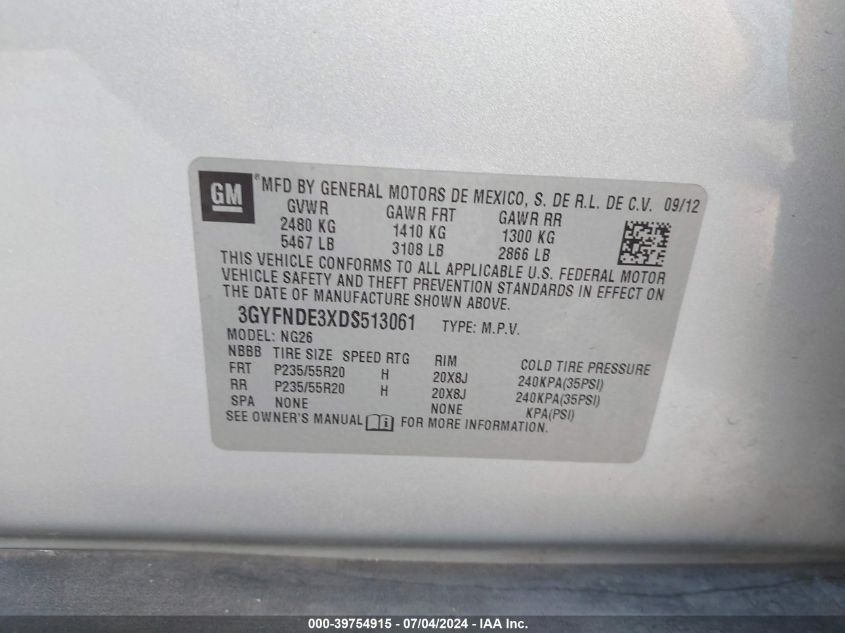 GM ® MFD BY GENERAL MOTORS DE MEXICO, S. DE R.L. DE C.V. 09/12
GVWR GAWR FRT GAWR RR
2480 KG 1410 KG 1300 KG
5467 LB 3108 LB 2866 LB
THIS VEHICLE CONFORMS TO ALL APPLICABLE U.S. FEDERAL MOTOR
VEHICLE SAFETY AND THEFT PREVENTION STANDARDS IN EFFECT ON
THE DATE OF MANUFACTURE SHOWN ABOVE.
3GYFNDE3XDS513061 TYPE: M.P.V.
MODEL: NG26
NBBB TIRE SIZE SPEED RTG RIM COLD TIRE PRESSURE
FRT P235/55R20 H 20X8J 240KPA(35PSI)
RR P235/55R20 H 20X8J 240KPA(35PSI)
SPA NONE NONE KPA(PSI)
SEE OWNER'S MANUAL FOR MORE INFORMATION.
000-39754915 - 07/04/2024 - IAA Inc.